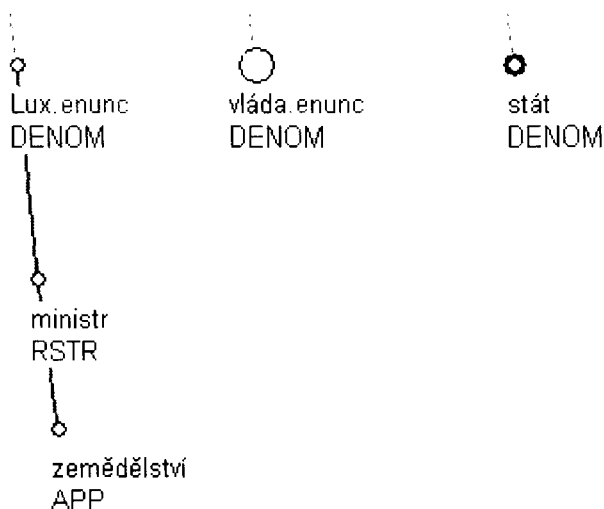 Lux.enunc vláda.enunc stát
DENOM DENOM DENOM
ministr
RSTR
zemědělství
APP